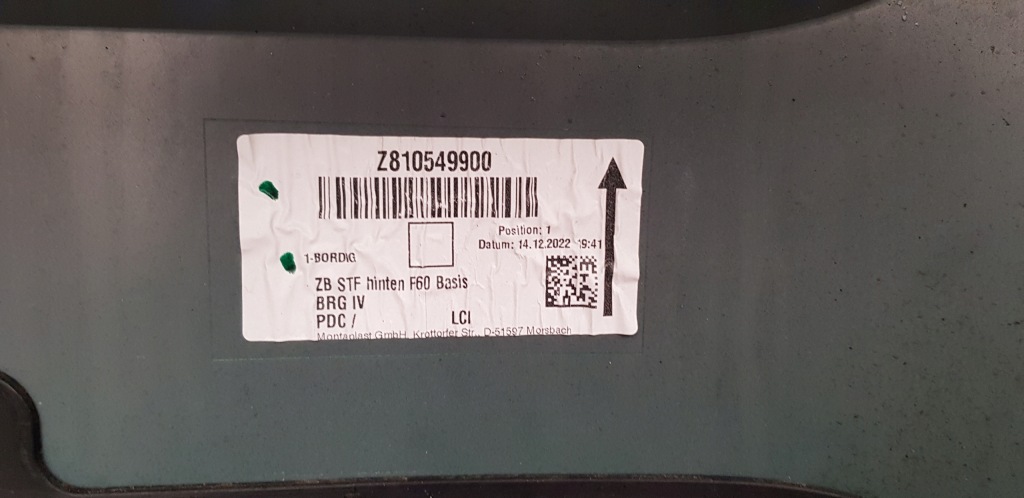 Z810549900
Position: 1
Datum: 14.12.2022 19:41
1-BORDIG
ZB STF hinten F60 Basis
BRG IV
PDC / LCI
Montaplast GmbH, Krottorfer Str., D-51597 Morsbach